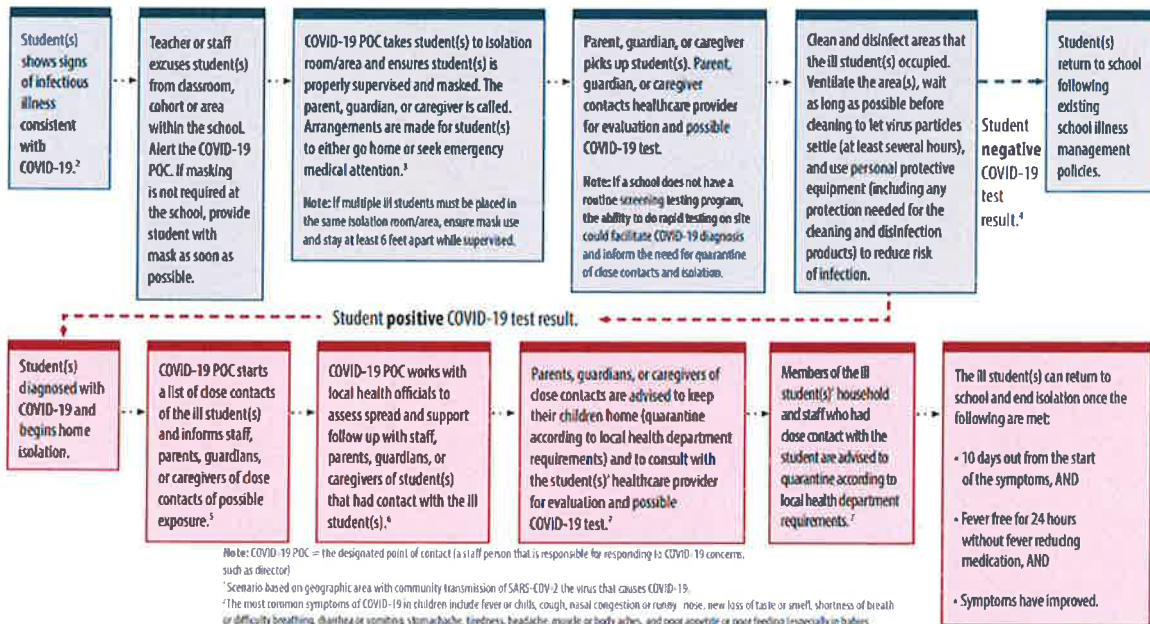 Student(s)
shows signs
of infectious
illness
consistent
with
COVID-19.²
Teacher or staff
excuses student(s)
from classroom,
cohort or area
within the school.
Alert the COVID-19
POC. If masking
is not required at
the school, provide
student with
mask as soon as
possible.
COVID-19 POC takes student(s) to isolation
room/area and ensures student(s) is
properly supervised and masked. The
parent, guardian, or caregiver is called.
Arrangements are made for student(s)
to either go home or seek emergency
medical attention.³
Note: If multiple ill students must be placed in
the same isolation room/area, ensure mask use
and stay at least 6 feet apart while supervised.
Parent, guardian, or caregiver
picks up student(s). Parent,
guardian, or caregiver
contacts healthcare provider
for evaluation and possible
COVID-19 test.
Note: If a school does not have a
routine screening testing program,
the ability to do rapid testing on site
could facilitate COVID-19 diagnosis
and inform the need for quarantine
of close contacts and isolation.
Clean and disinfect areas that
the ill student(s) occupied.
Ventilate the area(s), wait
as long as possible before
cleaning to let virus particles
settle (at least several hours),
and use personal protective
equipment (including any
protection needed for the
cleaning and disinfection
products) to reduce risk
of infection.
Student
negative
COVID-19
test
result.⁴
Student(s)
return to school
following
existing
school illness
management
policies.
Student positive COVID-19 test result.
Student(s)
diagnosed with
COVID-19 and
begins home
isolation.
COVID-19 POC starts
a list of close contacts
of the ill student(s)
and informs staff,
parents, guardians,
or caregivers of close
contacts of possible
exposure.⁵
COVID-19 POC works with
local health officials to
assess spread and support
follow up with staff,
parents, guardians, or
caregivers of student(s)
that had contact with the ill
student(s).⁶
Parents, guardians, or caregivers of
close contacts are advised to keep
their children home (quarantine
according to local health department
requirements) and to consult with
the student(s)' healthcare provider
for evaluation and possible
COVID-19 test.⁷
Members of the ill
student(s)' household
and staff who had
close contact with the
student are advised to
quarantine according to
local health department
requirements.⁷
The ill student(s) can return to
school and end isolation once the
following are met:
• 10 days out from the start
of the symptoms, AND
• Fever free for 24 hours
without fever reducing
medication, AND
• Symptoms have improved.
Note: COVID-19 POC = the designated point of contact (a staff person that is responsible for responding to COVID-19 concerns,
such as director)
¹Scenario based on geographic area with community transmission of SARS-COV-2 the virus that causes COVID-19.
²The most common symptoms of COVID-19 in children include fever or chills, cough, nasal congestion or runny nose, new loss of taste or smell, shortness of breath
or difficulty breathing, diarrhea or vomiting, stomachache, tiredness, headache, muscle or body aches, and poor appetite or poor feeding (especially in babies